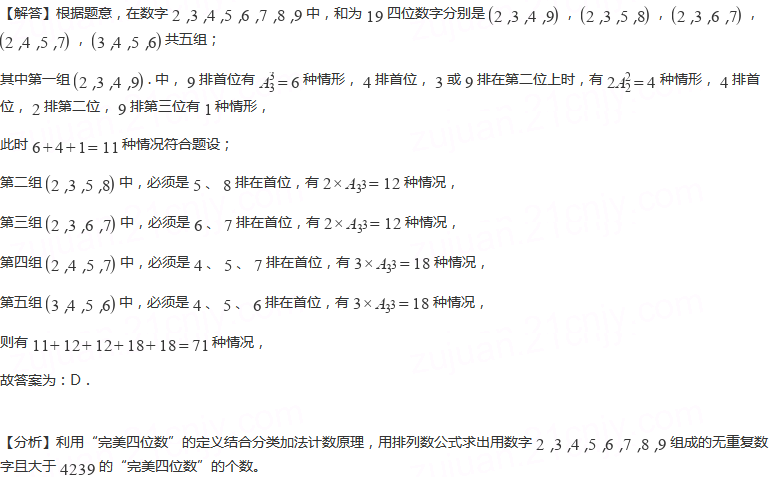 【解答】根据题意，在数字 2 ,3 ,4 ,5 ,6 ,7 ,8 ,9 中，和为 19 四位数字分别是 (2 ,3 ,4 ,9) ，(2 ,3 ,5 ,8) ，(2 ,3 ,6 ,7) ，
(2 ,4 ,5 ,7) ，(3 ,4 ,5 ,6) 共五组；
其中第一组 (2 ,3 ,4 ,9) . 中， 9 排首位有 A_3^3 = 6 种情形， 4 排首位， 3 或 9 排在第二位上时，有 2A_2^2 = 4 种情形， 4 排首
位， 2 排第二位， 9 排第三位有 1 种情形，
此时 6+4+1= 11 种情况符合题设；
第二组 (2 ,3 ,5 ,8) 中，必须是 5 、 8 排在首位，有 2× A_33 = 12 种情况，
第三组 (2 ,3 ,6 ,7) 中，必须是 6 、 7 排在首位，有 2× A_33 = 12 种情况，
第四组 (2 ,4 ,5 ,7) 中，必须是 4 、 5 、 7 排在首位，有 3× A_33 = 18 种情况，
第五组 (3 ,4 ,5 ,6) 中，必须是 4 、 5 、 6 排在首位，有 3× A_33 = 18 种情况，
则有 11+12+12+18+18=71 种情况，
故答案为：D．
【分析】利用“完美四位数”的定义结合分类加法计数原理，用排列数公式求出用数字 2 ,3 ,4 ,5 ,6 ,7 ,8 ,9 组成的无重复数
字且大于 4239 的“完美四位数”的个数。